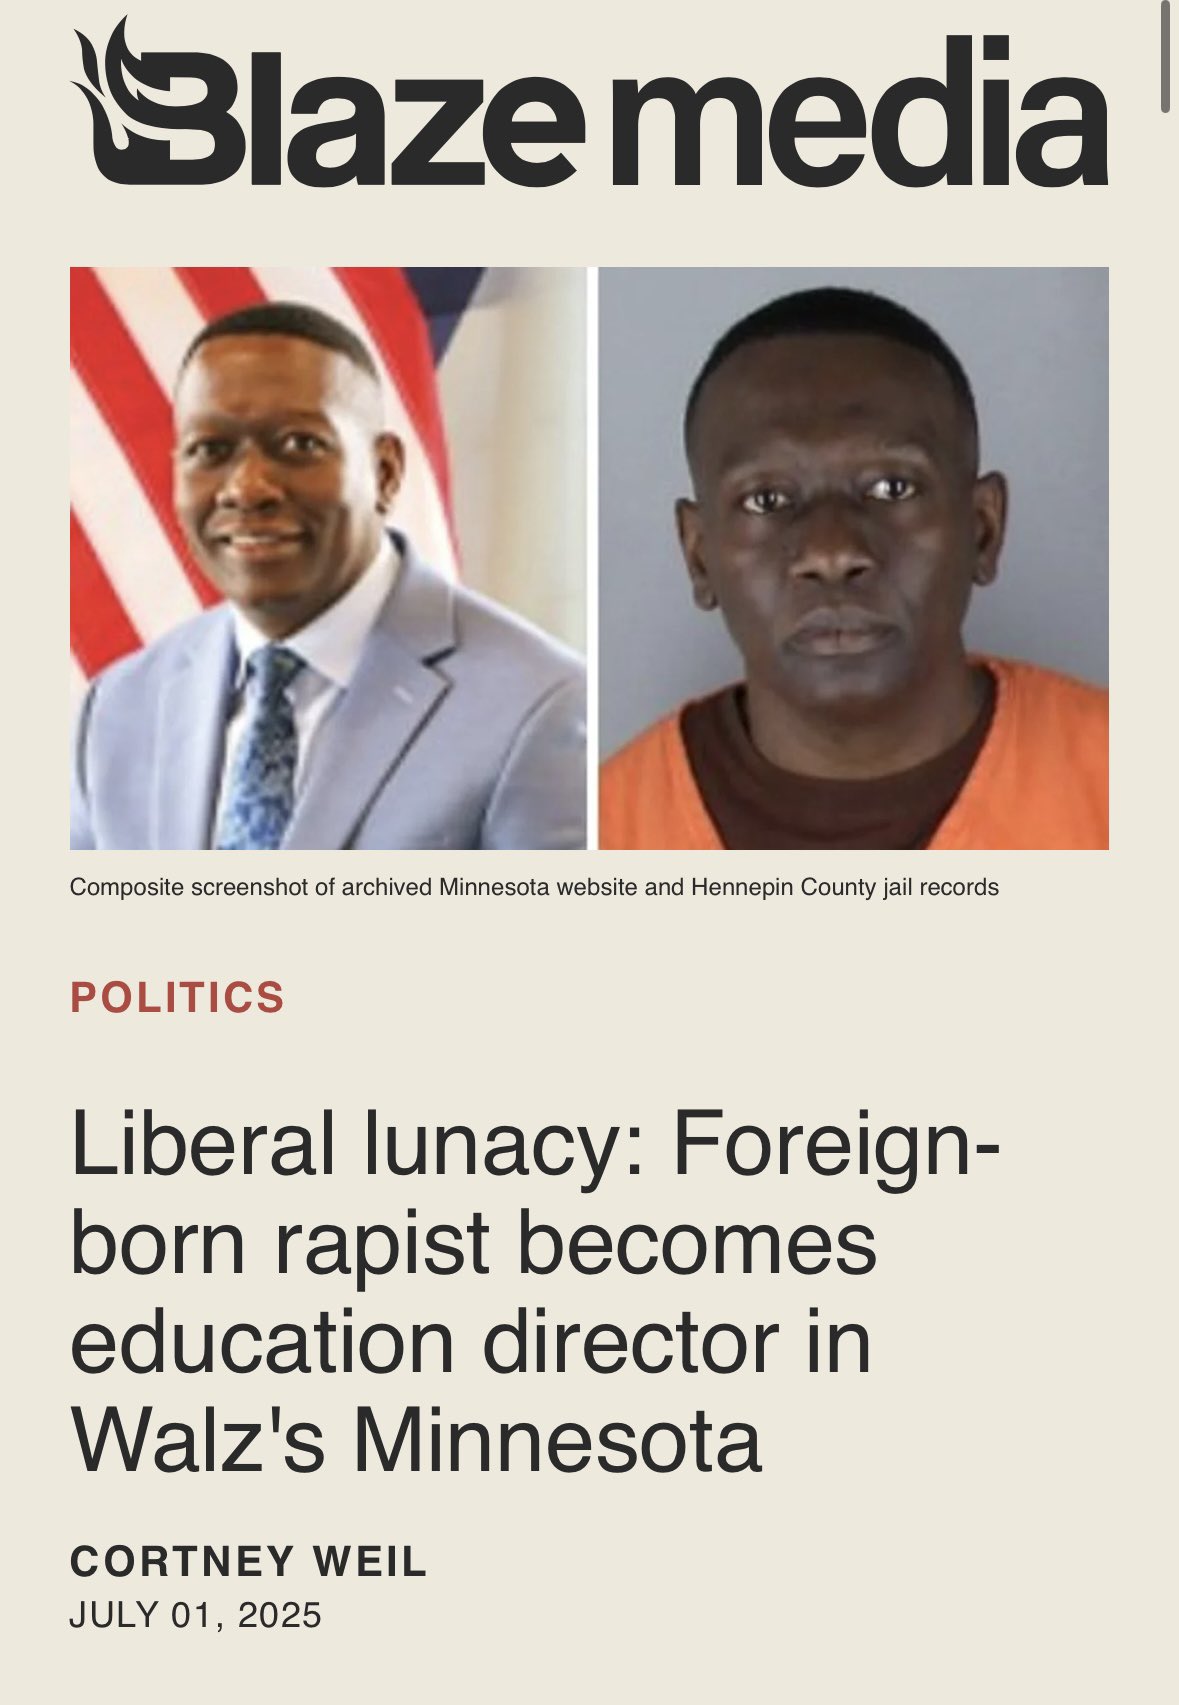 Blaze media
Composite screenshot of archived Minnesota website and Hennepin County jail records
POLITICS
Liberal lunacy: Foreign-
born rapist becomes
education director in
Walz's Minnesota
CORTNEY WEIL
JULY 01, 2025